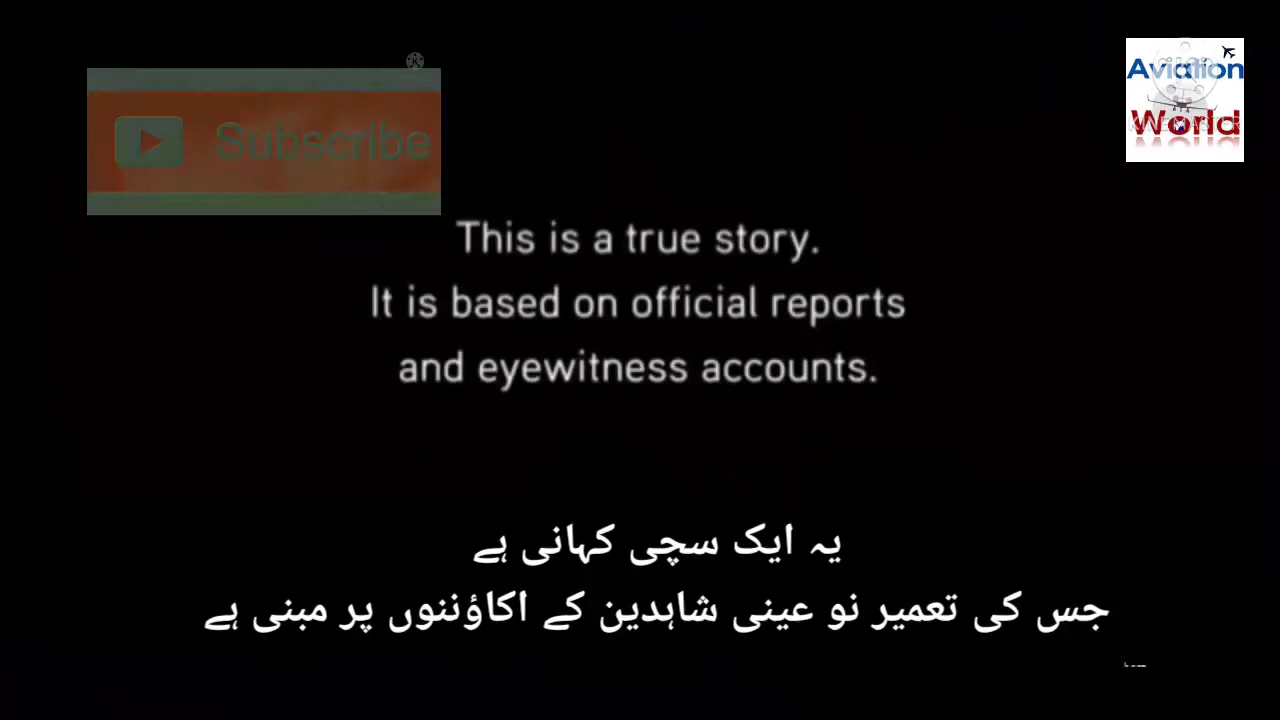 Subscribe
Aviation
World
This is a true story.
It is based on official reports
and eyewitness accounts.
یہ ایک سچی کہانی ہے
جس کی تعمیر نو عینی شاہدین کے اکاؤننوں پر مبنی ہے